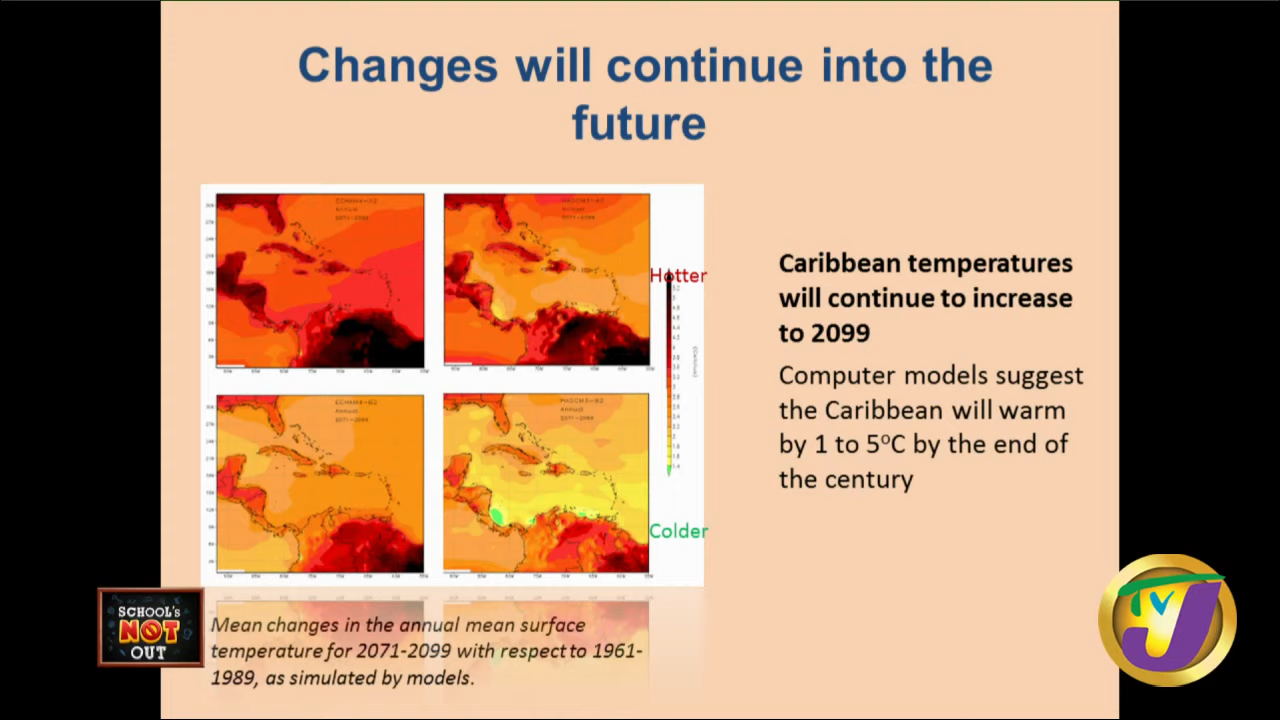 Changes will continue into the
future
Hotter
Colder
Caribbean temperatures
will continue to increase
to 2099
Computer models suggest
the Caribbean will warm
by 1 to 5°C by the end of
the century
Mean changes in the annual mean surface
temperature for 2071-2099 with respect to 1961-
1989, as simulated by models.
SCHOOL's
NOT
OUT
TVJ